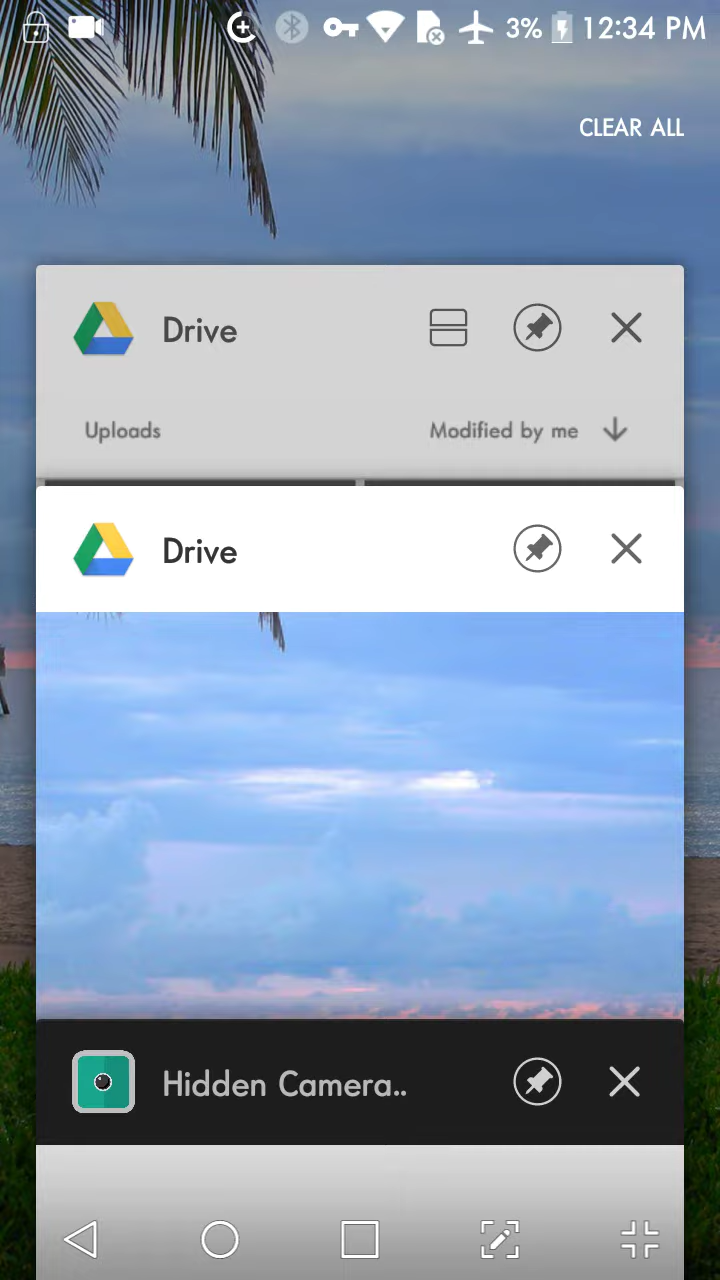 3% 12:34 PM
CLEAR ALL
Drive
Uploads Modified by me
Drive
Hidden Camera..